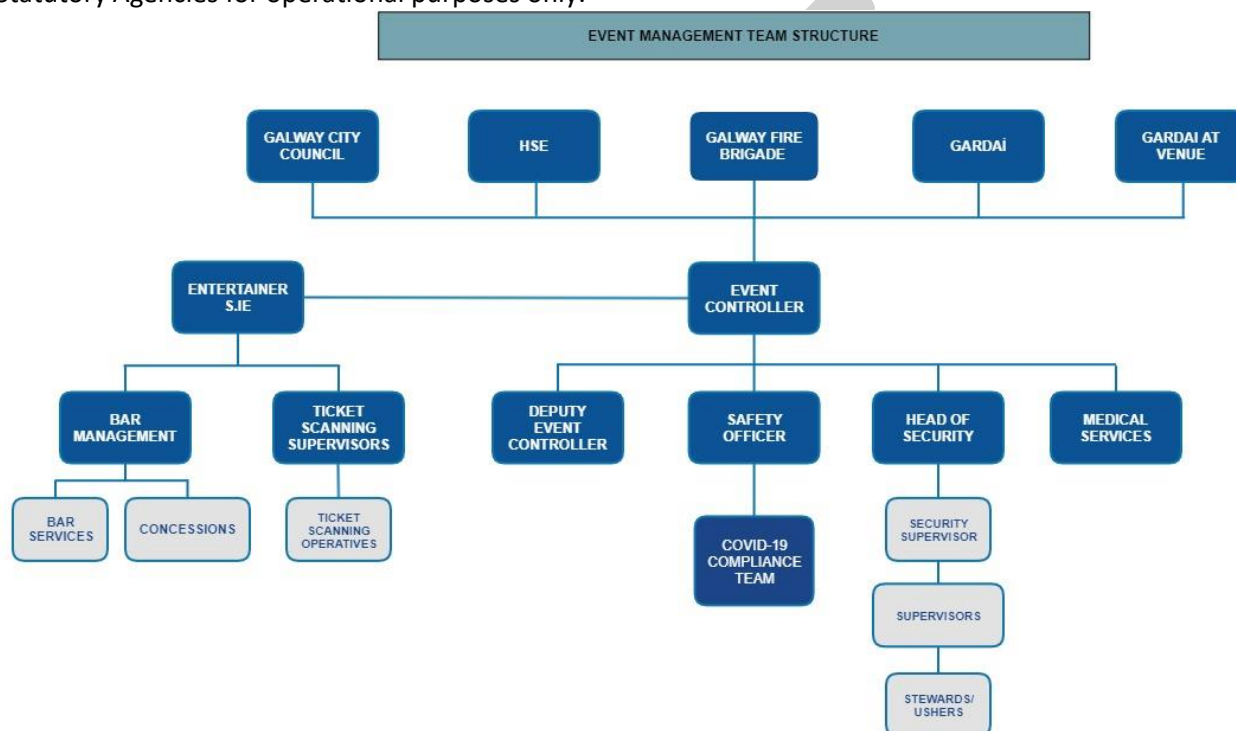 Statutory Agencies for operational purposes only.
EVENT MANAGEMENT TEAM STRUCTURE
GALWAY CITY
COUNCIL
HSE
GALWAY FIRE
BRIGADE
GARDAÍ
GARDAI AT
VENUE
ENTERTAINER
S.IE
EVENT
CONTROLLER
BAR
MANAGEMENT
TICKET
SCANNING
SUPERVISORS
DEPUTY
EVENT
CONTROLLER
SAFETY
OFFICER
HEAD OF
SECURITY
MEDICAL
SERVICES
BAR
SERVICES
CONCESSIONS
TICKET
SCANNING
OPERATIVES
COVID-19
COMPLIANCE
TEAM
SECURITY
SUPERVISOR
SUPERVISORS
STEWARDS/
USHERS